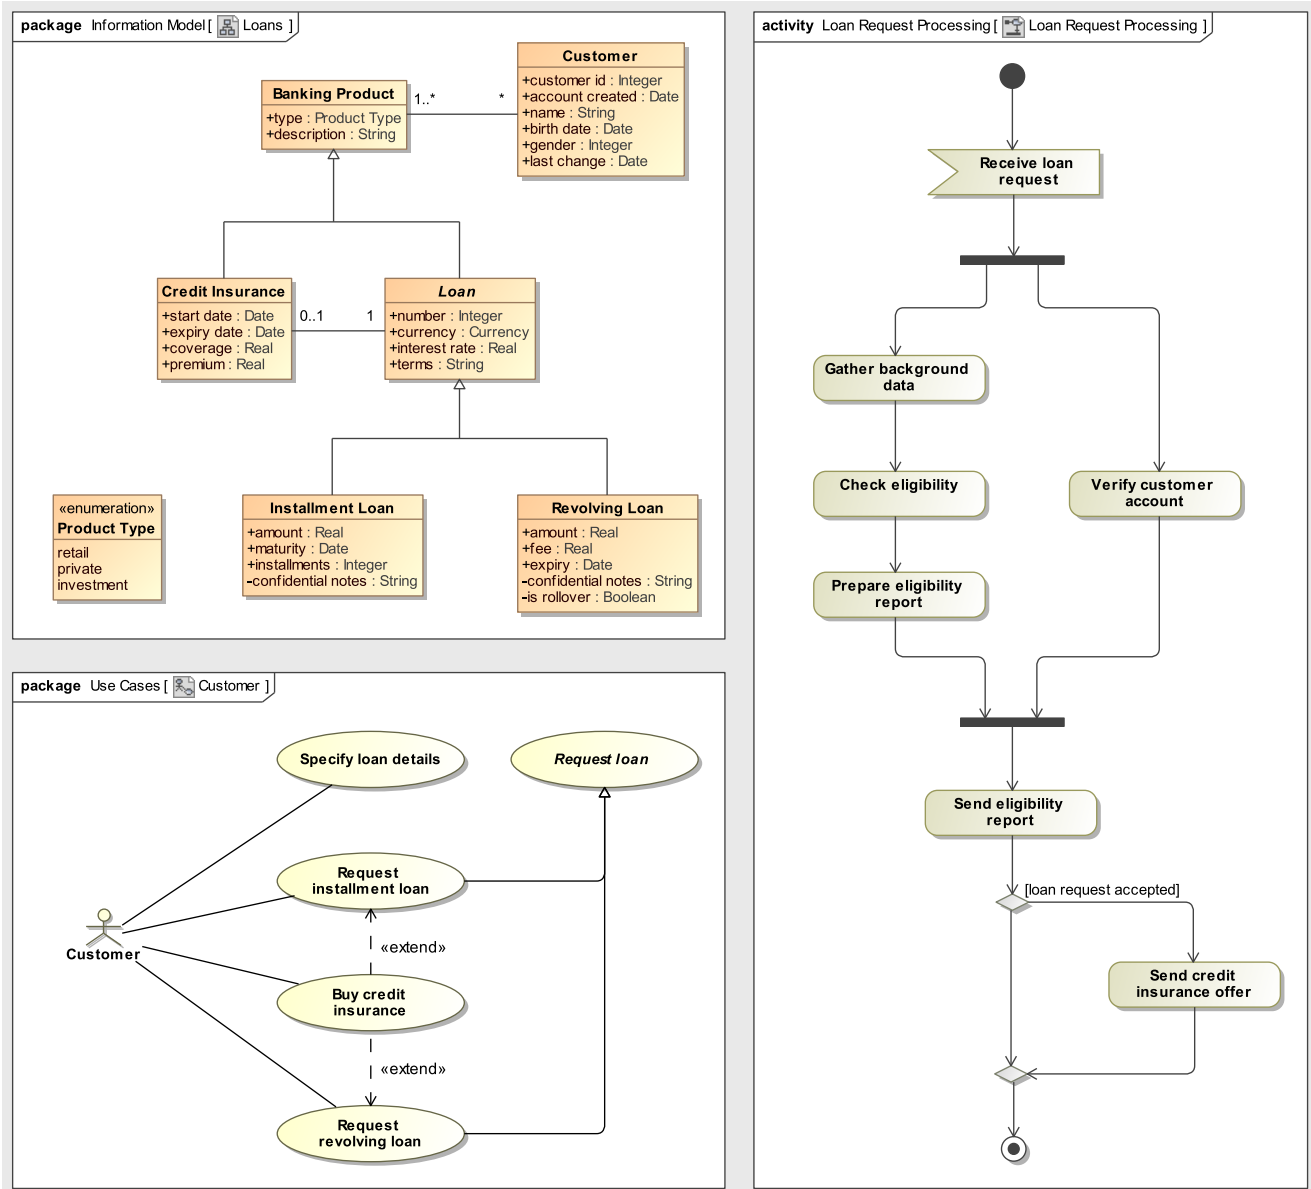 package Information Model [ Loans ]
Customer
+customer id : Integer
+account created : Date
+name : String
+birth date : Date
+gender : Integer
+last change : Date
Banking Product
+type : Product Type
+description : String
1..*
*
Credit Insurance
+start date : Date
+expiry date : Date
+coverage : Real
+premium : Real
0..1
1
Loan
+number : Integer
+currency : Currency
+interest rate : Real
+terms : String
«enumeration»
Product Type
retail
private
investment
Installment Loan
+amount : Real
+maturity : Date
+installments : Integer
-confidential notes : String
Revolving Loan
+amount : Real
+fee : Real
+expiry : Date
-confidential notes : String
-is rollover : Boolean
package Use Cases [ Customer ]
Specify loan details
Request loan
Request
installment loan
«extend»
Customer
Buy credit
insurance
«extend»
Request
revolving loan
activity Loan Request Processing [ Loan Request Processing ]
Receive loan
request
Gather background
data
Check eligibility
Verify customer
account
Prepare eligibility
report
Send eligibility
report
[loan request accepted]
Send credit
insurance offer